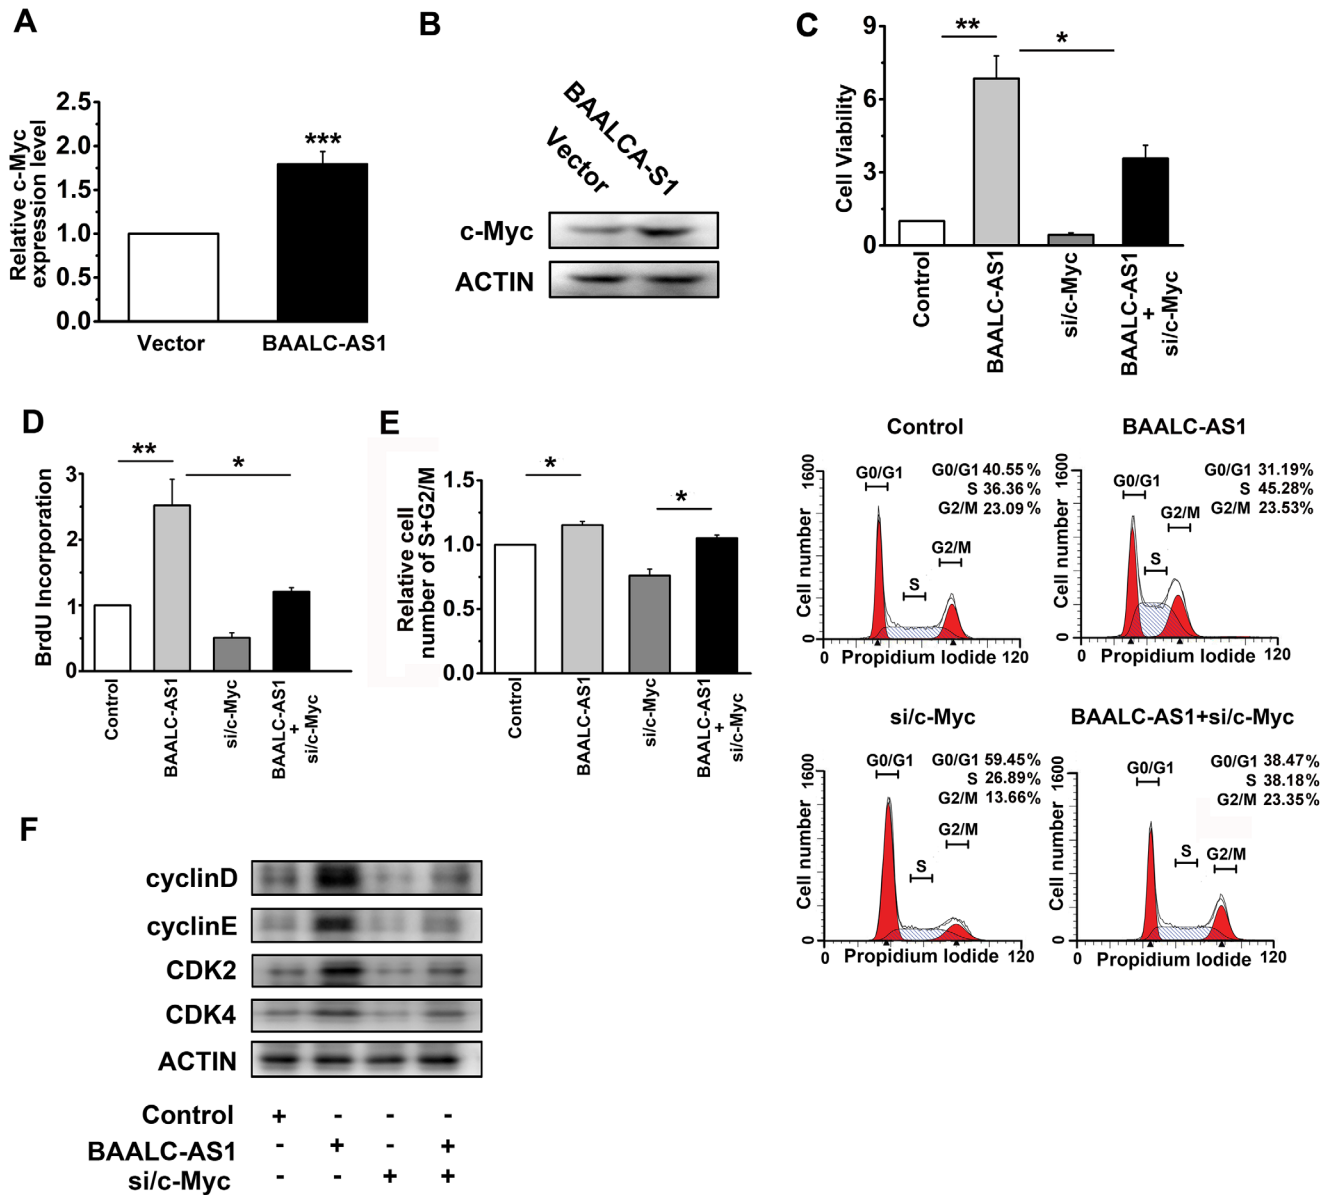 A
Relative c-Myc
expression level
2.5
2.0
1.5
1.0
0.5
0.0
***
Vector
BAALC-AS1
B
Vector
BAALCA-S1
c-Myc
ACTIN
C
Cell Viability
9
6
3
0
**
*
Control
BAALC-AS1
si/c-Myc
BAALC-AS1
+
si/c-Myc
D
BrdU Incorporation
3
2
1
0
**
*
Control
BAALC-AS1
si/c-Myc
BAALC-AS1
+
si/c-Myc
E
Relative cell
number of S+G2/M
1.5
1.0
0.5
0.0
*
*
Control
BAALC-AS1
si/c-Myc
BAALC-AS1
+
si/c-Myc
Control
Cell number
1600
G0/G1
S
G2/M
G0/G1 40.55%
S 36.36%
G2/M 23.09%
0
0 Propidium Iodide 120
BAALC-AS1
Cell number
1600
G0/G1
S
G2/M
G0/G1 31.19%
S 45.28%
G2/M 23.53%
0
0 Propidium Iodide 120
si/c-Myc
Cell number
1600
G0/G1
S
G2/M
G0/G1 59.45%
S 26.89%
G2/M 13.66%
0
0 Propidium Iodide 120
BAALC-AS1+si/c-Myc
Cell number
1600
G0/G1
S
G2/M
G0/G1 38.47%
S 38.18%
G2/M 23.35%
0
0 Propidium Iodide 120
F
cyclinD
cyclinE
CDK2
CDK4
ACTIN
Control + - - -
BAALC-AS1 - + - +
si/c-Myc - - + +